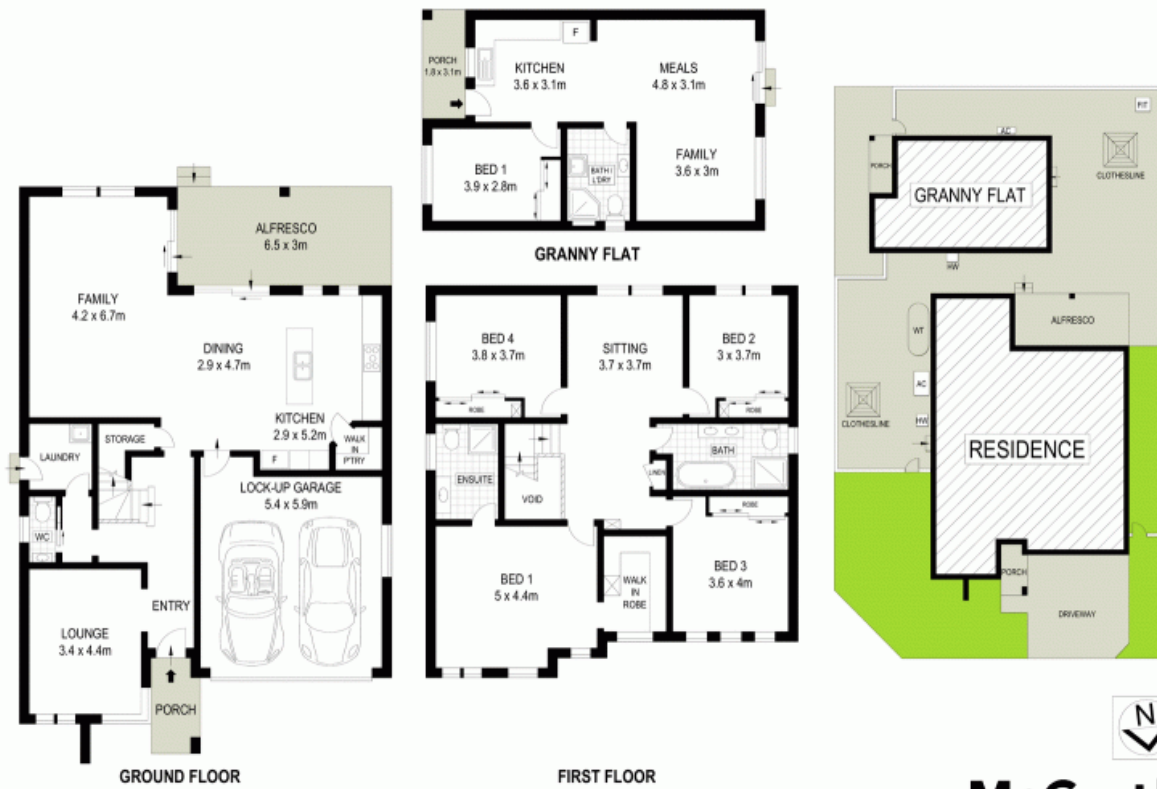 PORCH
1.8 x 3.1m
KITCHEN
3.6 x 3.1m
F
MEALS
4.8 x 3.1m
BED 1
3.9 x 2.8m
BATH /
L'DRY
FAMILY
3.6 x 3m
GRANNY FLAT
ALFRESCO
6.5 x 3m
FAMILY
4.2 x 6.7m
DINING
2.9 x 4.7m
KITCHEN
2.9 x 5.2m
WALK
IN
P'TRY
F
STORAGE
LAUNDRY
WC
LOCK-UP GARAGE
5.4 x 5.9m
ENTRY
LOUNGE
3.4 x 4.4m
PORCH
GROUND FLOOR
BED 4
3.8 x 3.7m
SITTING
3.7 x 3.7m
BED 2
3 x 3.7m
ROBE
ROBE
ENSUITE
VOID
LINEN
BATH
ROBE
BED 1
5 x 4.4m
WALK
IN
ROBE
BED 3
3.6 x 4m
FIRST FLOOR
PIT
AC
PORCH
CLOTHESLINE
GRANNY FLAT
HW
ALFRESCO
WT
AC
CLOTHESLINE
HW
RESIDENCE
PORCH
DRIVEWAY
N